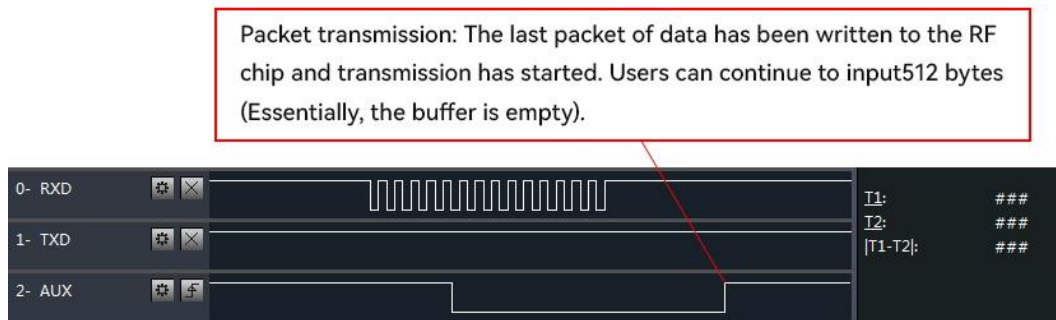 Packet transmission: The last packet of data has been written to the RF
chip and transmission has started. Users can continue to input512 bytes
(Essentially, the buffer is empty).
0- RXD
T1: ###
1- TXD
T2: ###
|T1-T2|: ###
2- AUX